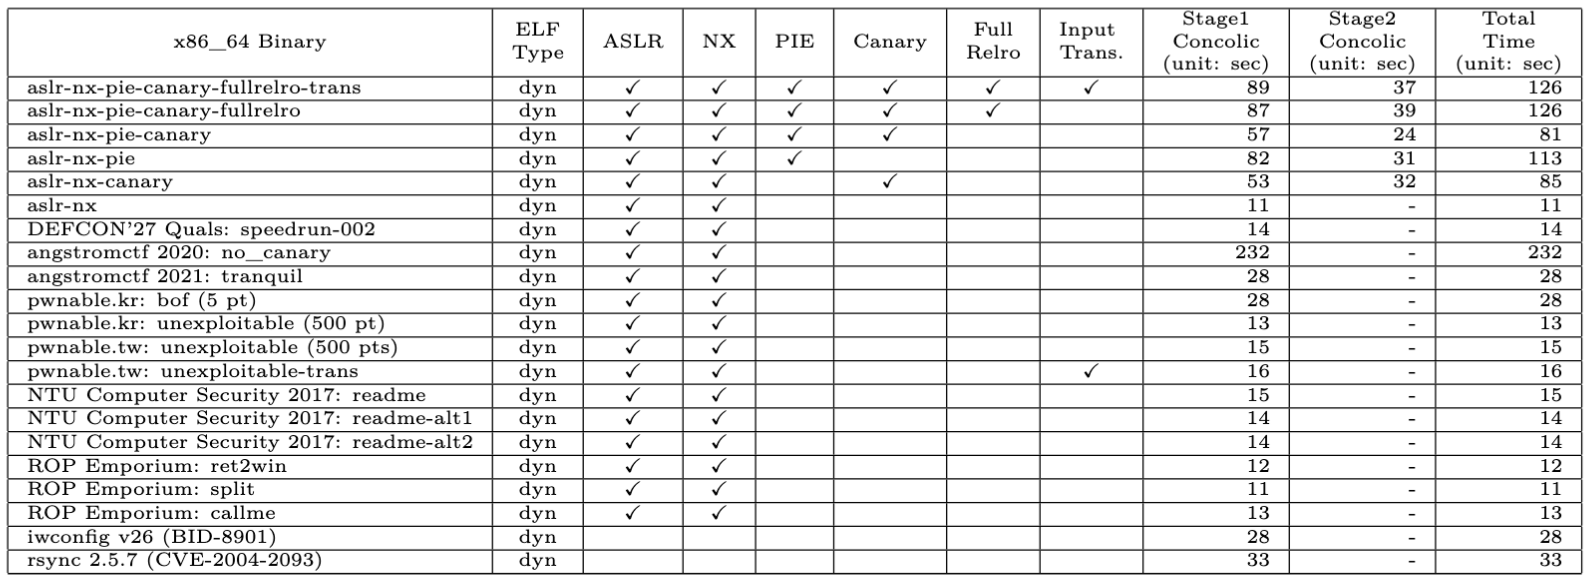 x86_64 Binary ELF Type ASLR NX PIE Canary Full Relro Input Trans. Stage1 Concolic (unit: sec) Stage2 Concolic (unit: sec) Total Time (unit: sec)
aslr-nx-pie-canary-fullrelro-trans dyn ✓ ✓ ✓ ✓ ✓ ✓ 89 37 126
aslr-nx-pie-canary-fullrelro dyn ✓ ✓ ✓ ✓ ✓ 87 39 126
aslr-nx-pie-canary dyn ✓ ✓ ✓ ✓ 57 24 81
aslr-nx-pie dyn ✓ ✓ ✓ 82 31 113
aslr-nx-canary dyn ✓ ✓ ✓ 53 32 85
aslr-nx dyn ✓ ✓ 11 - 11
DEFCON'27 Quals: speedrun-002 dyn ✓ ✓ 14 - 14
angstromctf 2020: no_canary dyn ✓ ✓ 232 - 232
angstromctf 2021: tranquil dyn ✓ ✓ 28 - 28
pwnable.kr: bof (5 pt) dyn ✓ ✓ 28 - 28
pwnable.kr: unexploitable (500 pt) dyn ✓ ✓ 13 - 13
pwnable.tw: unexploitable (500 pts) dyn ✓ ✓ 15 - 15
pwnable.tw: unexploitable-trans dyn ✓ ✓ ✓ 16 - 16
NTU Computer Security 2017: readme dyn ✓ ✓ 15 - 15
NTU Computer Security 2017: readme-alt1 dyn ✓ ✓ 14 - 14
NTU Computer Security 2017: readme-alt2 dyn ✓ ✓ 14 - 14
ROP Emporium: ret2win dyn ✓ ✓ 12 - 12
ROP Emporium: split dyn ✓ ✓ 11 - 11
ROP Emporium: callme dyn ✓ ✓ 13 - 13
iwconfig v26 (BID-8901) dyn 28 - 28
rsync 2.5.7 (CVE-2004-2093) dyn 33 - 33